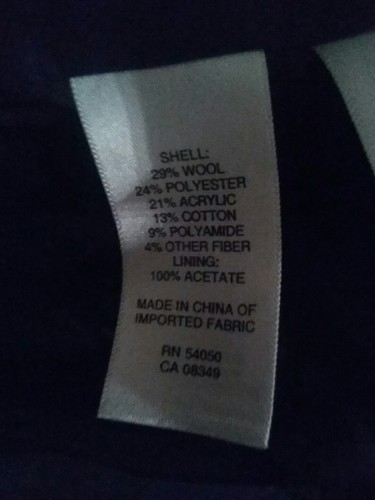 SHELL:
29% WOOL
24% POLYESTER
21% ACRYLIC
13% COTTON
9% POLYAMIDE
4% OTHER FIBER
LINING:
100% ACETATE
MADE IN CHINA OF
IMPORTED FABRIC
RN 54050
CA 08349